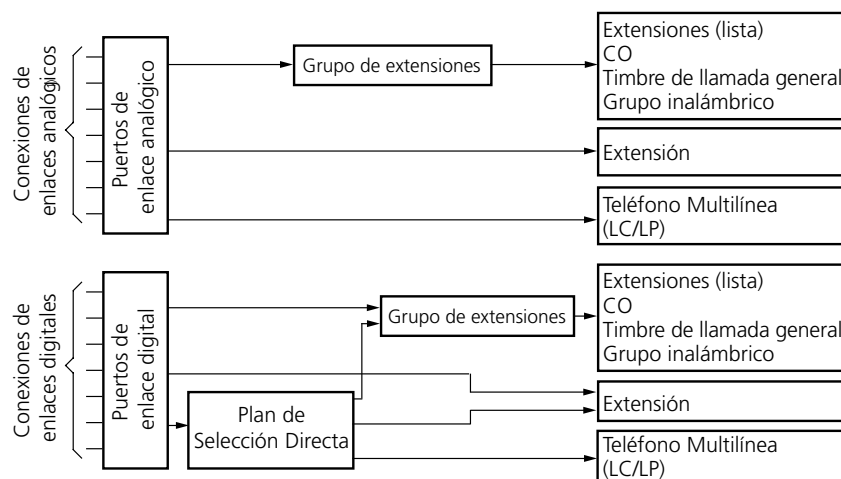 Conexiones de
enlaces analógicos
Puertos de
enlace analógico
Grupo de extensiones
Extensiones (lista)
CO
Timbre de llamada general
Grupo inalámbrico
Extensión
Teléfono Multilínea
(LC/LP)
Conexiones de
enlaces digitales
Puertos de
enlace digital
Plan de
Selección Directa
Grupo de extensiones
Extensiones (lista)
CO
Timbre de llamada general
Grupo inalámbrico
Extensión
Teléfono Multilínea
(LC/LP)